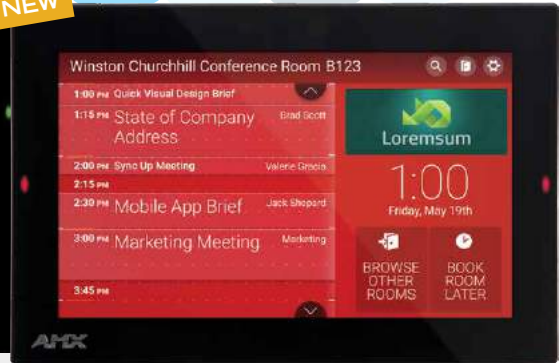 NEW
Winston Churchhill Conference Room B123
1:00 PM Quick Visual Design Brief
1:15 PM State of Company Address Brad Scott
2:00 PM Sync Up Meeting Valerie Gracia
2:15 PM
2:30 PM Mobile App Brief Jack Shepard
3:00 PM Marketing Meeting Marketing
3:45 PM
Loremsum
1:00
Friday, May 19th
BROWSE
OTHER
ROOMS
BOOK
ROOM
LATER
AMX